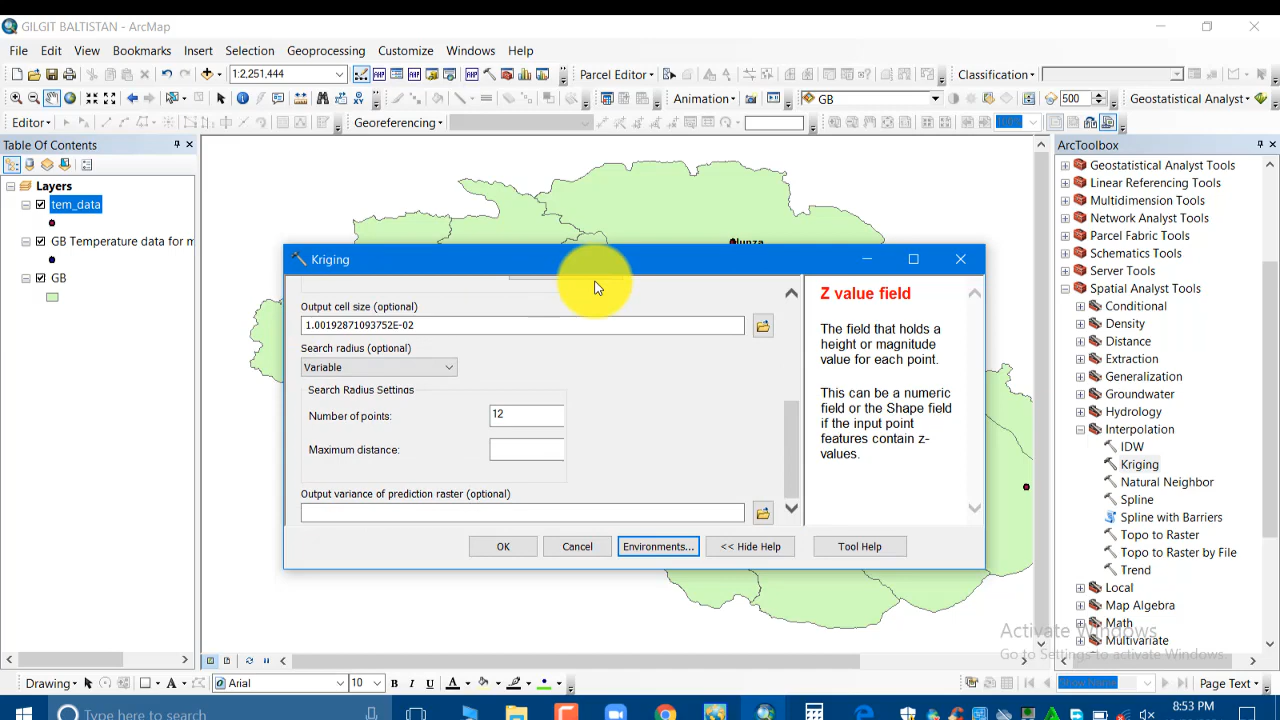 GILGIT BALTISTAN - ArcMap
File Edit View Bookmarks Insert Selection Geoprocessing Customize Windows Help
1:2,251,444 Parcel Editor Classification
Animation GB 500 Geostatistical Analyst
Editor Georeferencing 100%
Table Of Contents
Layers
tem_data
GB Temperature data for m
GB
Kriging
Output cell size (optional)
1.00192871093752E-02
Search radius (optional)
Variable
Search Radius Settings
Number of points: 12
Maximum distance:
Output variance of prediction raster (optional)
OK Cancel Environments... << Hide Help Tool Help
Z value field
The field that holds a
height or magnitude
value for each point.
This can be a numeric
field or the Shape field
if the input point
features contain z-
values.
ArcToolbox
Geostatistical Analyst Tools
Linear Referencing Tools
Multidimension Tools
Network Analyst Tools
Parcel Fabric Tools
Schematics Tools
Server Tools
Spatial Analyst Tools
Conditional
Density
Distance
Extraction
Generalization
Groundwater
Hydrology
Interpolation
IDW
Kriging
Natural Neighbor
Spline
Spline with Barriers
Topo to Raster
Topo to Raster by File
Trend
Local
Map Algebra
Math
Multivariate
Activate Windows
Go to Settings to activate Windows.
Drawing Arial 10 B I U A Page Text
Type here to search
8:53 PM